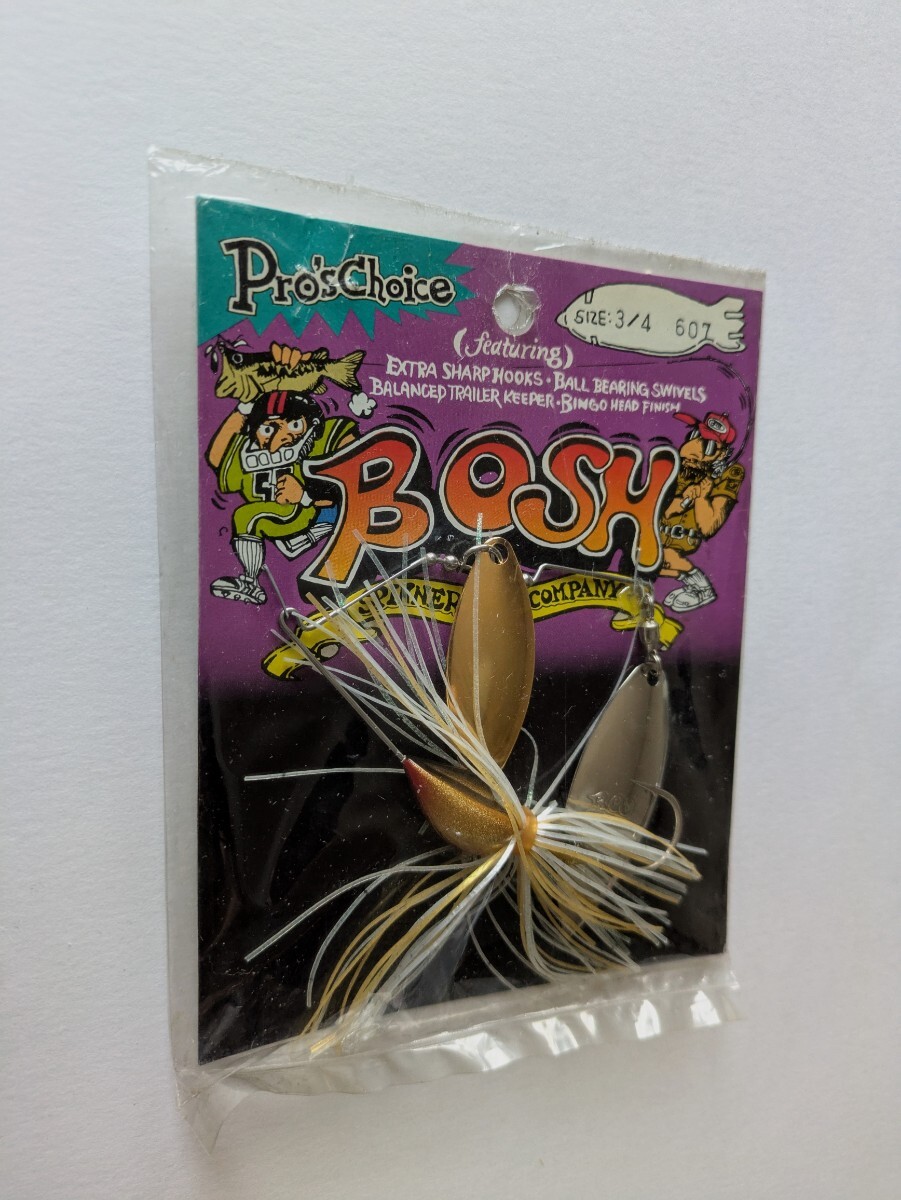 Pro'sChoice
SIZE: 3/4 607
(featuring)
EXTRA SHARP HOOKS • BALL BEARING SWIVELS
BALANCED TRAILER KEEPER • BINGO HEAD FINISH
BOSH
SPINNER COMPANY